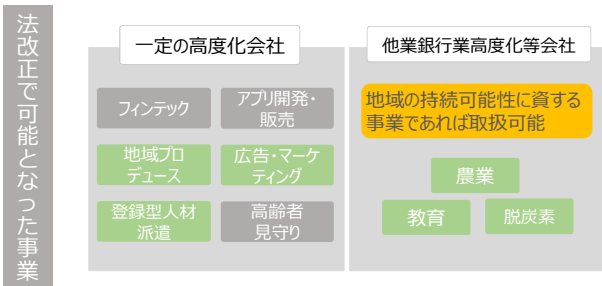 法改正で可能となった事業
一定の高度化会社
フィンテック
アプリ開発・
販売
地域プロ
デュース
広告・マーケ
ティング
登録型人材
派遣
高齢者
見守り
他業銀行業高度化等会社
地域の持続可能性に資する
事業であれば取扱可能
農業
教育
脱炭素